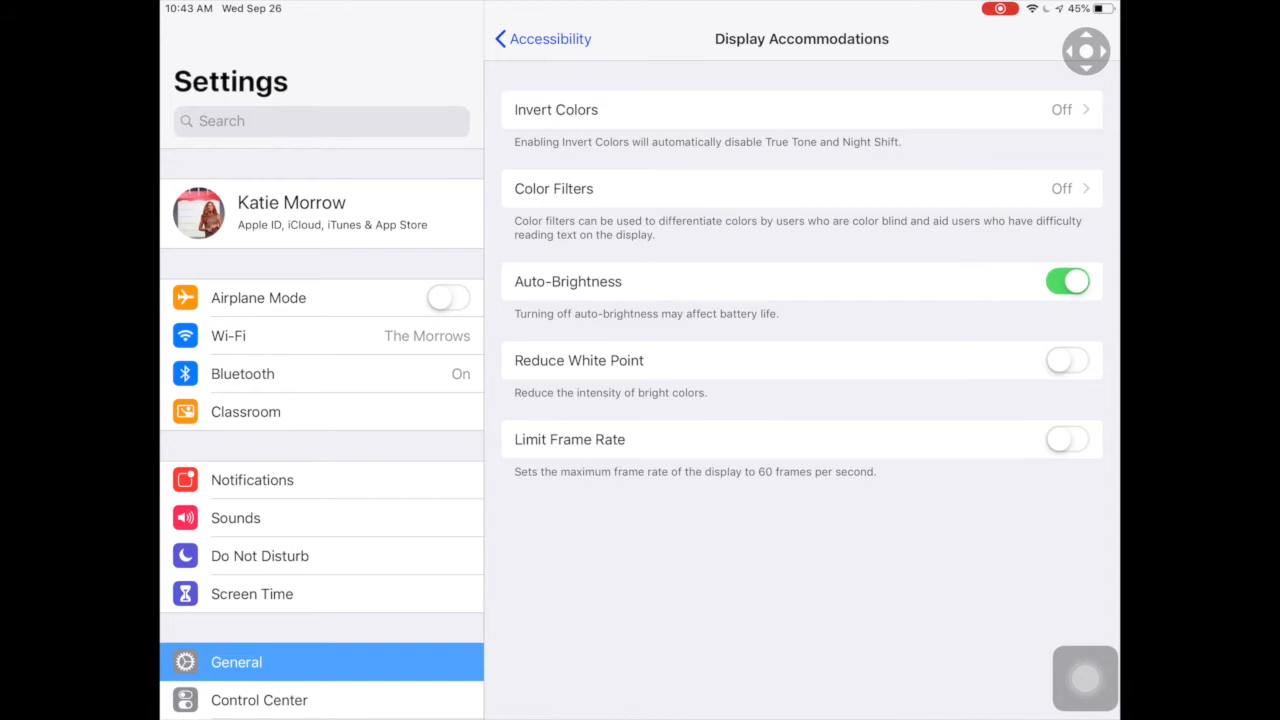 10:43 AM Wed Sep 26
45%
Settings
Search
Katie Morrow
Apple ID, iCloud, iTunes & App Store
Airplane Mode
Wi-Fi The Morrows
Bluetooth On
Classroom
Notifications
Sounds
Do Not Disturb
Screen Time
General
Control Center
Accessibility
Display Accommodations
Invert Colors Off
Enabling Invert Colors will automatically disable True Tone and Night Shift.
Color Filters Off
Color filters can be used to differentiate colors by users who are color blind and aid users who have difficulty
reading text on the display.
Auto-Brightness
Turning off auto-brightness may affect battery life.
Reduce White Point
Reduce the intensity of bright colors.
Limit Frame Rate
Sets the maximum frame rate of the display to 60 frames per second.